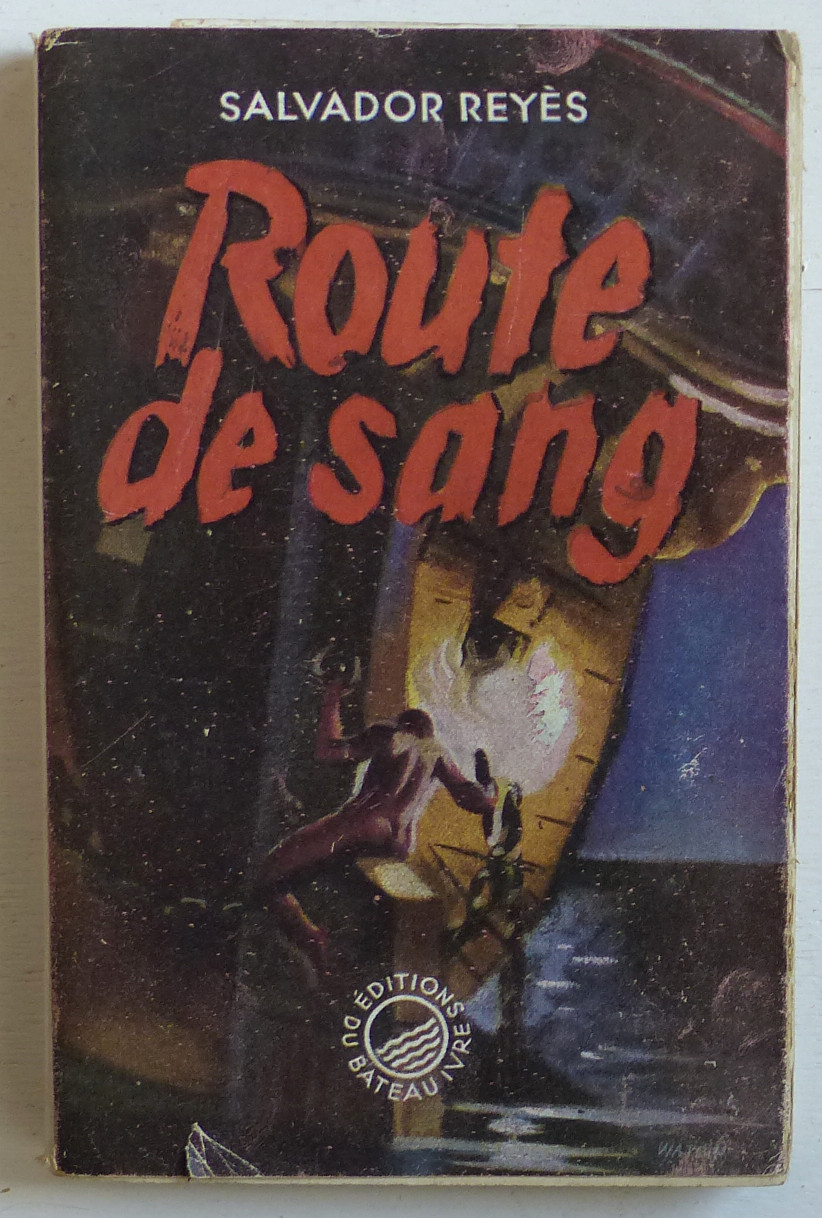 SALVADOR REYÈS
Route
de sang
ÉDITIONS
DU BATEAU IVRE